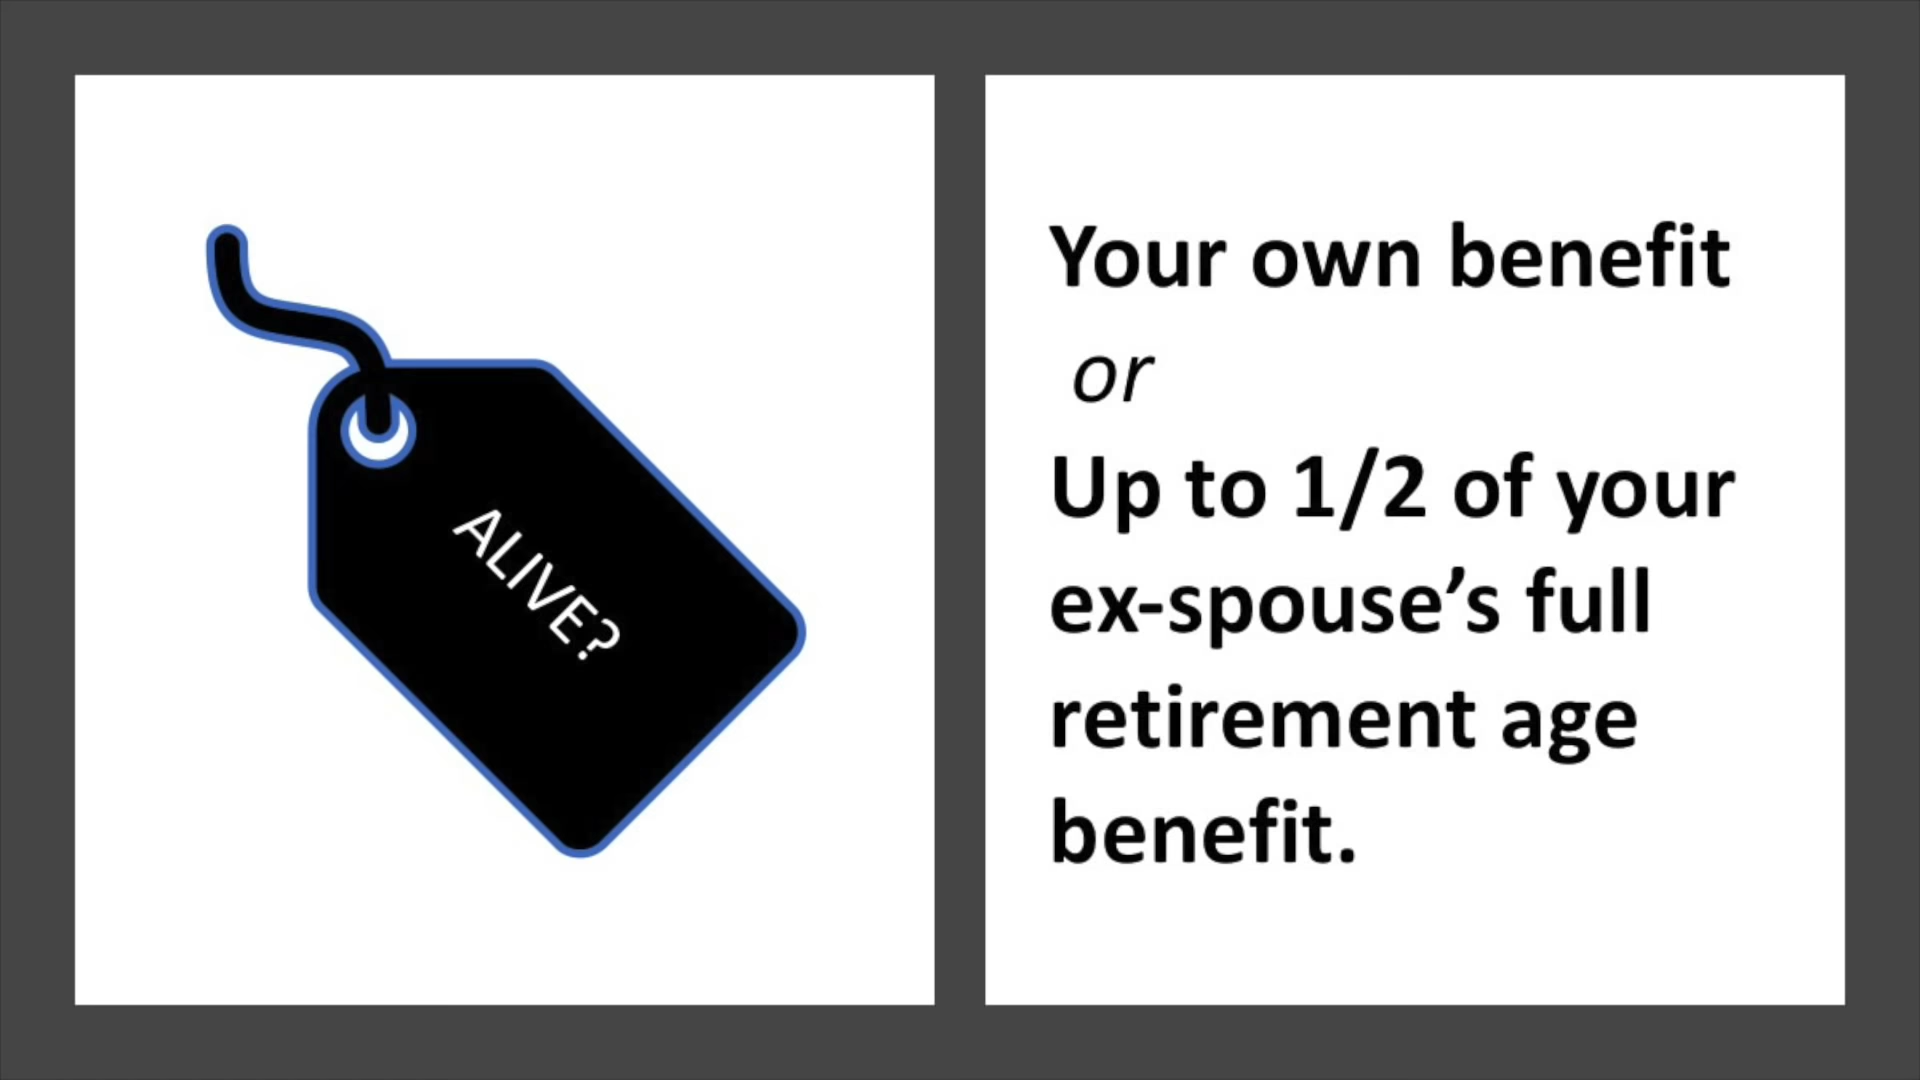 ALIVE?
Your own benefit
or
Up to 1/2 of your
ex-spouse’s full
retirement age
benefit.